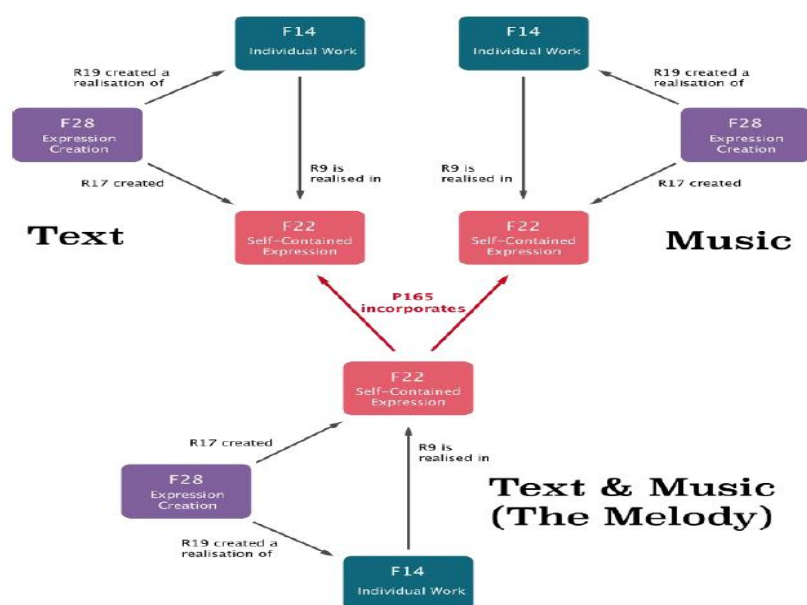 F14
Individual Work
F14
Individual Work
R19 created a
realisation of
R19 created a
realisation of
F28
Expression
Creation
F28
Expression
Creation
R9 is
realised in
R9 is
realised in
R17 created
R17 created
Text
F22
Self-Contained
Expression
F22
Self-Contained
Expression
Music
P165
incorporates
F22
Self-Contained
Expression
R17 created
R9 is
realised in
F28
Expression
Creation
Text & Music
(The Melody)
R19 created a
realisation of
F14
Individual Work